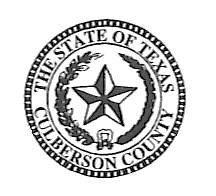 THE STATE OF TEXAS
CULBERSON COUNTY